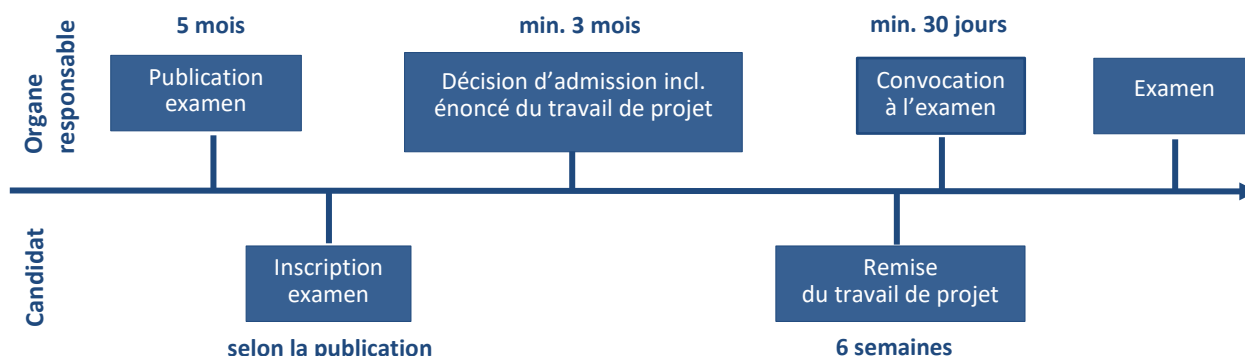 5 mois
min. 3 mois
min. 30 jours
Organe
responsable
Publication
examen
Décision d’admission incl.
énoncé du travail de projet
Convocation
à l’examen
Examen
Candidat
Inscription
examen
Remise
du travail de projet
selon la publication
6 semaines